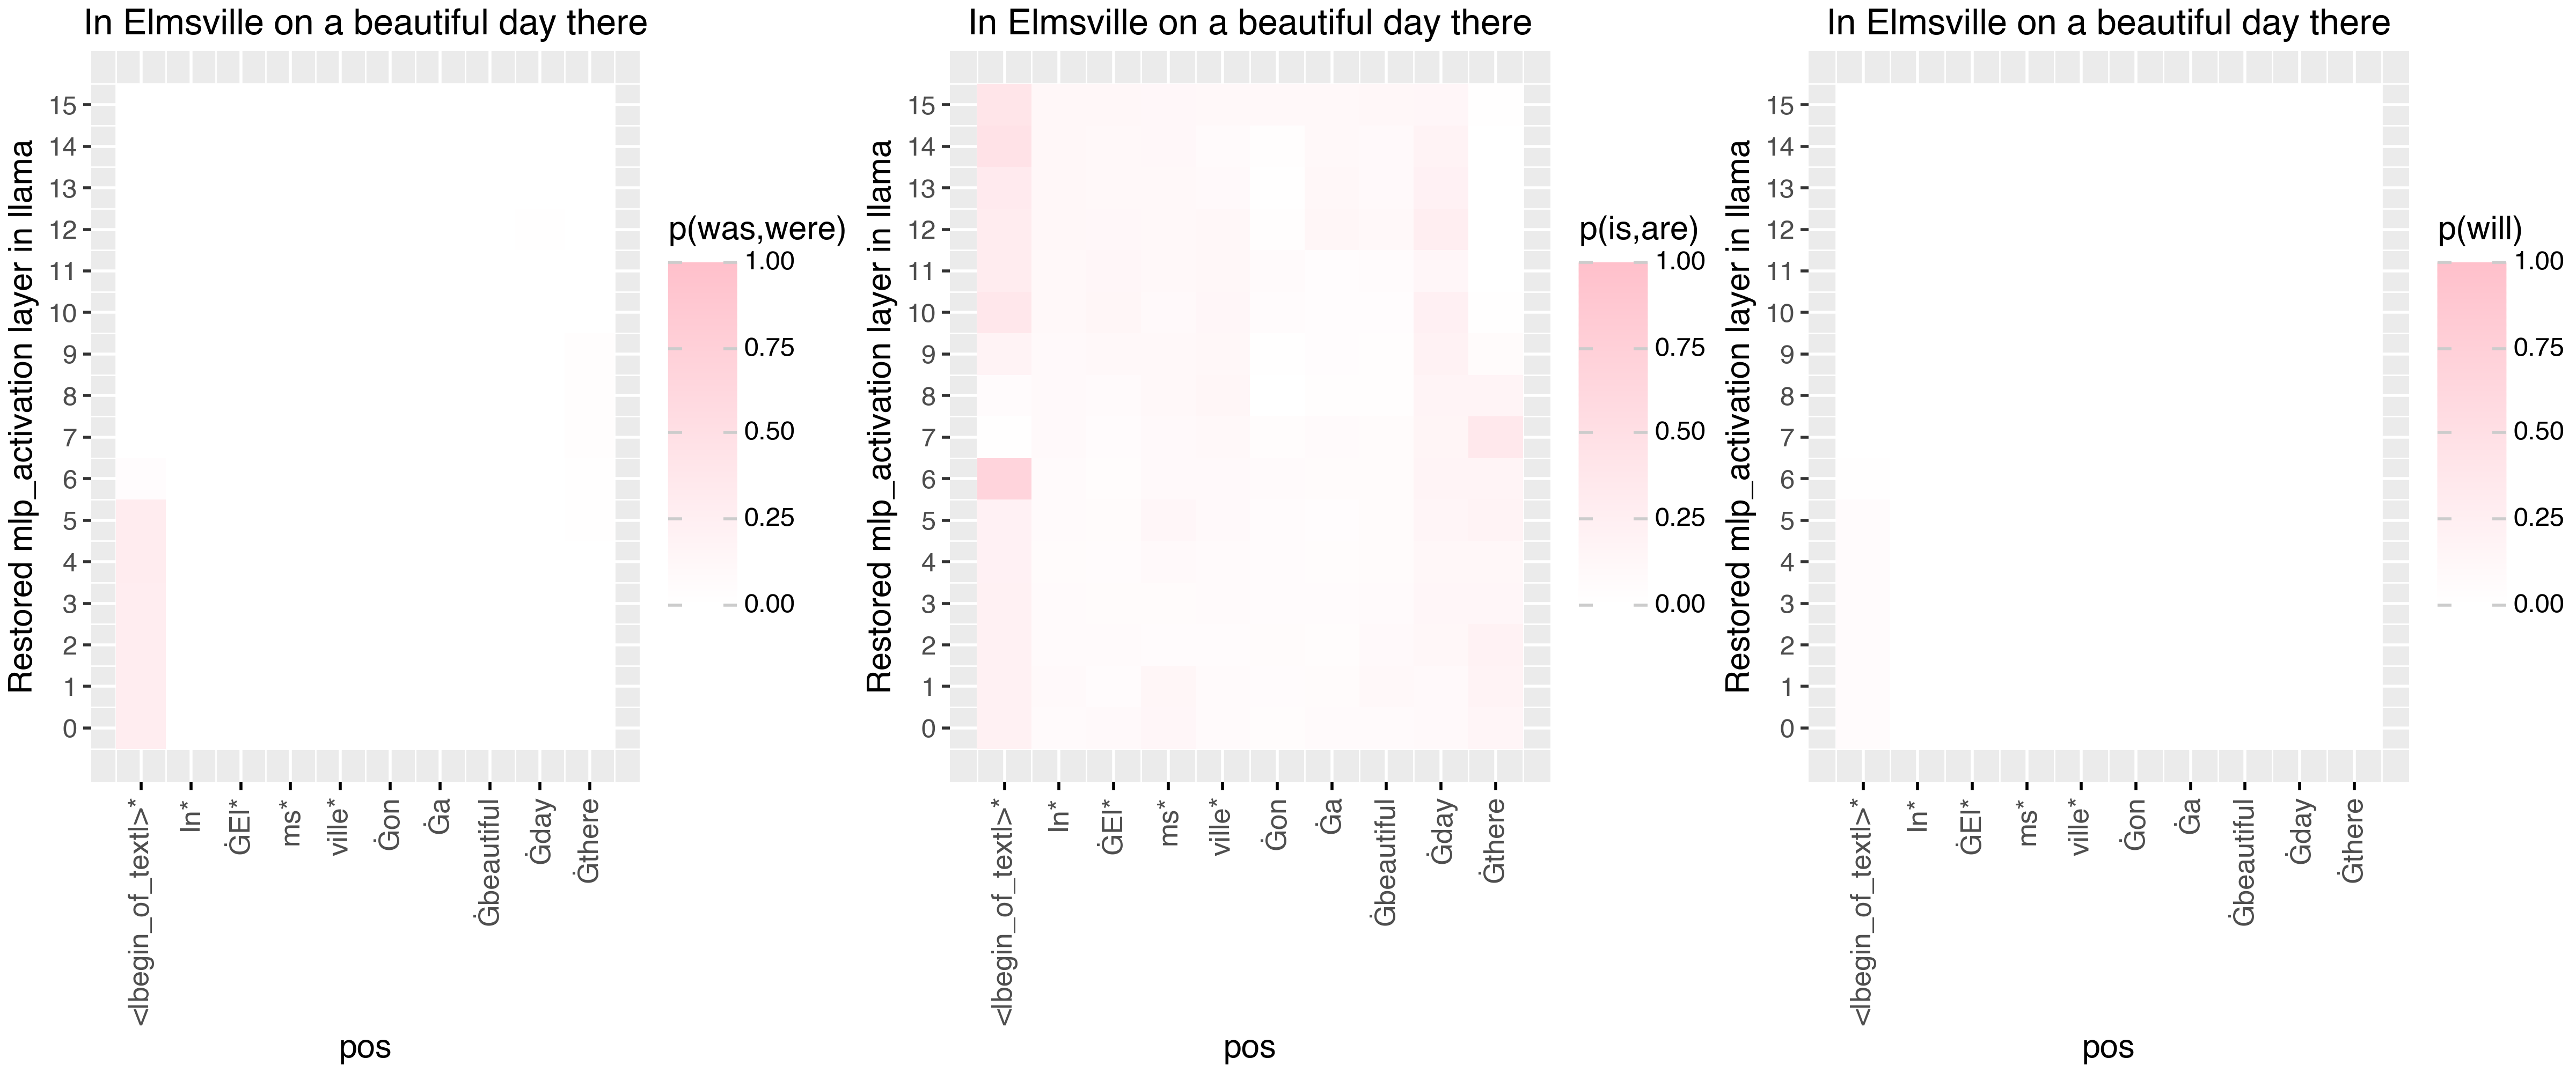 In Elmsville on a beautiful day there
Restored mlp_activation layer in llama
15
14
13
12
11
10
9
8
7
6
5
4
3
2
1
0
<|begin_of_text|>*
In*
ĠEl*
ms*
ville*
Ġon
Ġa
Ġbeautiful
Ġday
Ġthere
pos
p(was,were)
1.00
0.75
0.50
0.25
0.00
In Elmsville on a beautiful day there
Restored mlp_activation layer in llama
15
14
13
12
11
10
9
8
7
6
5
4
3
2
1
0
<|begin_of_text|>*
In*
ĠEl*
ms*
ville*
Ġon
Ġa
Ġbeautiful
Ġday
Ġthere
pos
p(is,are)
1.00
0.75
0.50
0.25
0.00
In Elmsville on a beautiful day there
Restored mlp_activation layer in llama
15
14
13
12
11
10
9
8
7
6
5
4
3
2
1
0
<|begin_of_text|>*
In*
ĠEl*
ms*
ville*
Ġon
Ġa
Ġbeautiful
Ġday
Ġthere
pos
p(will)
1.00
0.75
0.50
0.25
0.00